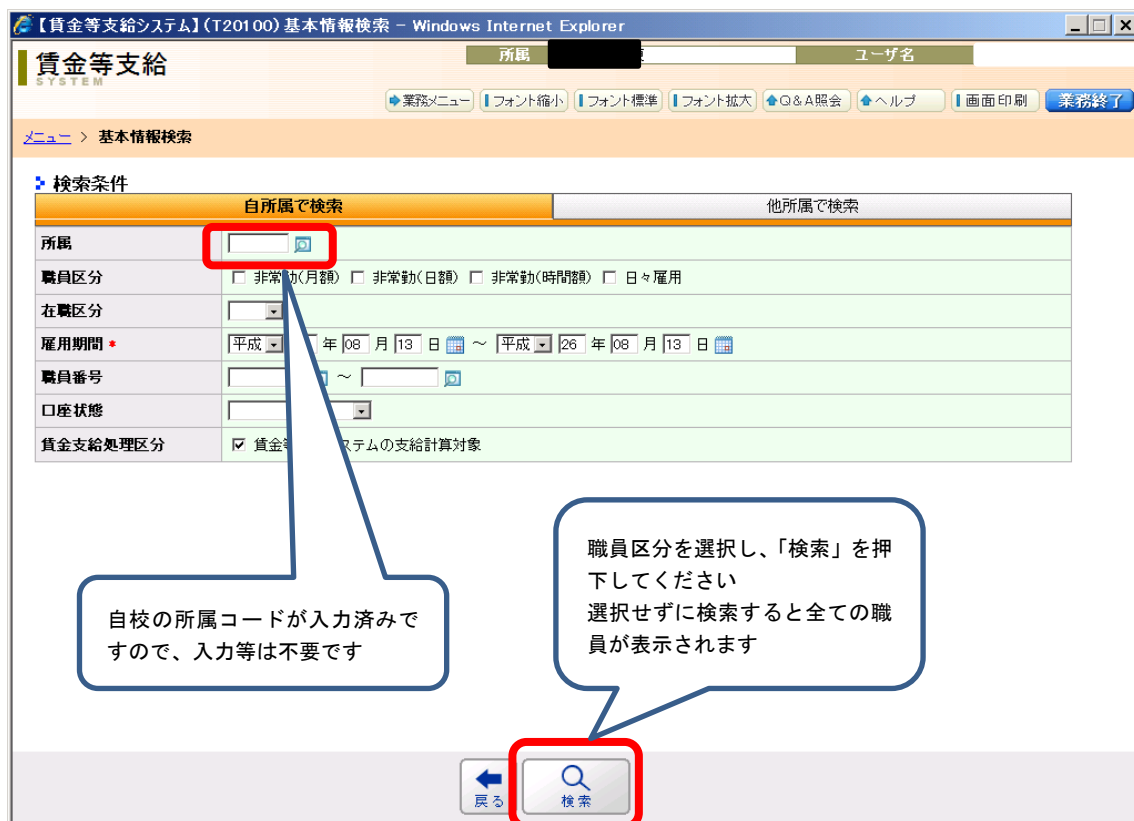 【賃金等支給システム】(T20100)基本情報検索 - Windows Internet Explorer
賃金等支給
SYSTEM
所属
ユーザ名
業務メニュー フォント縮小 フォント標準 フォント拡大 Q&A照会 ヘルプ 画面印刷 業務終了
メニュー > 基本情報検索
検索条件
自所属で検索 他所属で検索
所属
職員区分 非常勤(月額) 非常勤(日額) 非常勤(時間額) 日々雇用
在職区分
雇用期間 * 平成 年 08 月 13 日 ~ 平成 26 年 08 月 13 日
職員番号 ~
口座状態
賃金支給処理区分 賃金 ステムの支給計算対象
自校の所属コードが入力済みで
すので、入力等は不要です
職員区分を選択し、「検索」を押
下してください
選択せずに検索すると全ての職
員が表示されます
戻る 検索